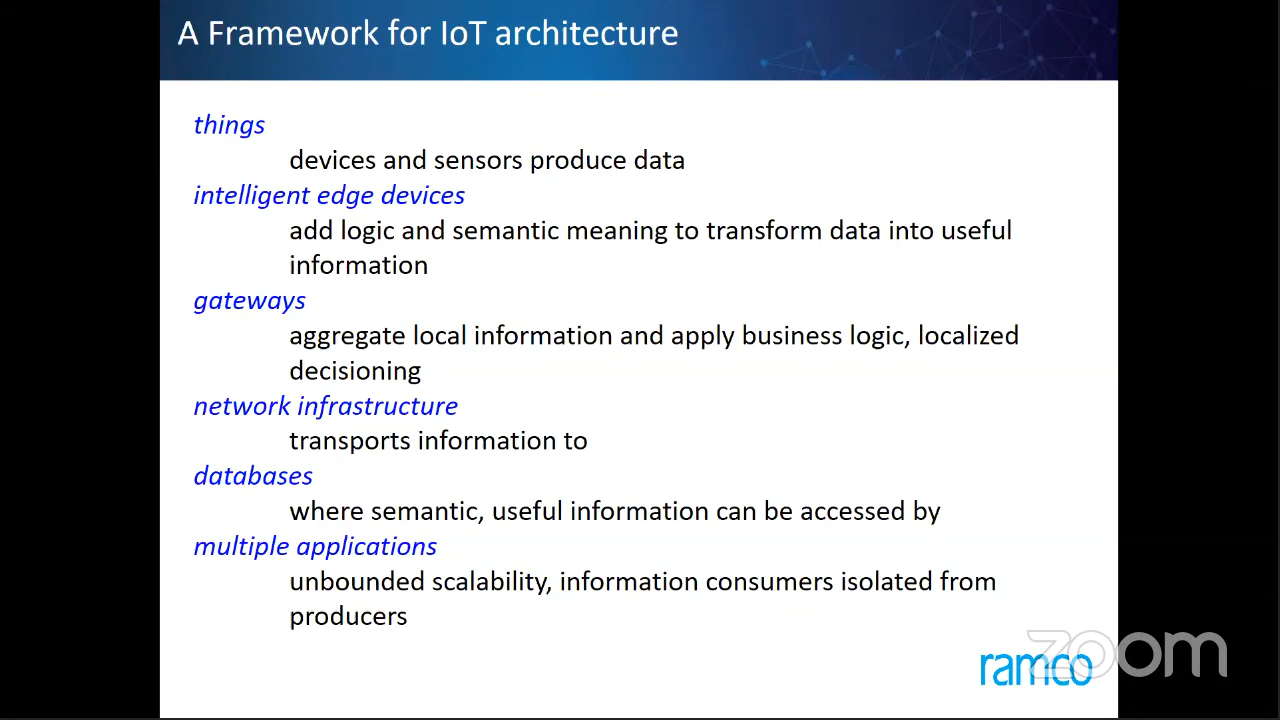 A Framework for IoT architecture
things
devices and sensors produce data
intelligent edge devices
add logic and semantic meaning to transform data into useful
information
gateways
aggregate local information and apply business logic, localized
decisioning
network infrastructure
transports information to
databases
where semantic, useful information can be accessed by
multiple applications
unbounded scalability, information consumers isolated from
producers
zoom
ramco